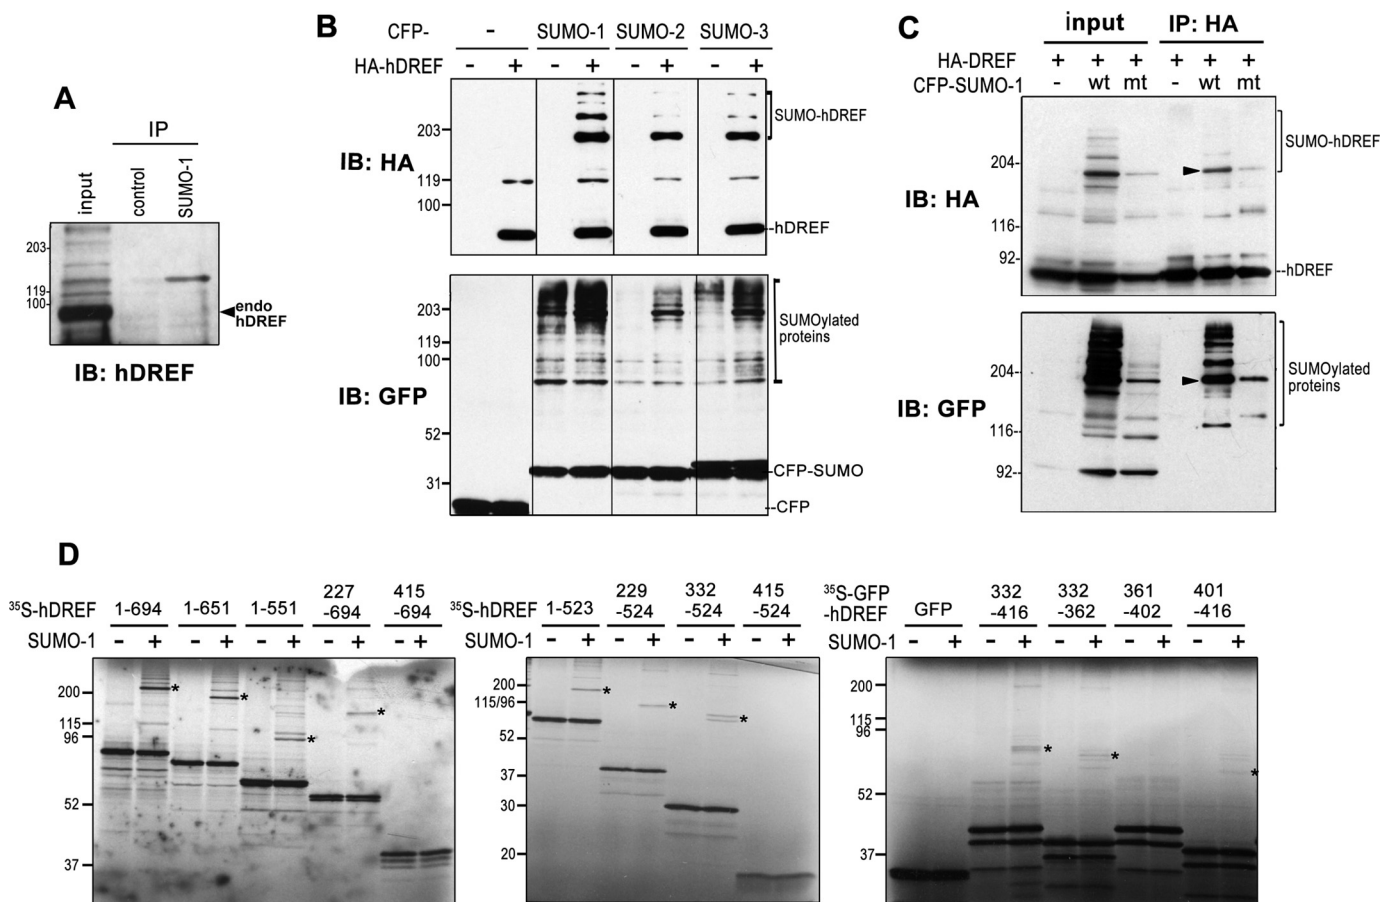 A
IP
input
control
SUMO-1
203-
119-
100-
endo
hDREF
IB: hDREF
B
CFP- - SUMO-1 SUMO-2 SUMO-3
HA-hDREF - + - + - + - +
IB: HA
203
119
100
SUMO-hDREF
--hDREF
IB: GFP
203
119
100
52
31
SUMOylated
proteins
-CFP-SUMO
--CFP
C
input IP: HA
HA-DREF + + + + + +
CFP-SUMO-1 - wt mt - wt mt
IB: HA
204-
116-
92-
SUMO-hDREF
--hDREF
IB: GFP
204-
116-
92-
SUMOylated
proteins
D
35S-hDREF 1-694 1-651 1-551 227-694 415-694
SUMO-1 - + - + - + - + - +
200
115
96
52
37
* * * *
35S-hDREF 1-523 229-524 332-524 415-524
SUMO-1 - + - + - + - +
200
115/96
52
37
30
20
* * *
35S-GFP-hDREF GFP 332-416 332-362 361-402 401-416
SUMO-1 - + - + - + - + - +
200
115
96
52
37
* * *